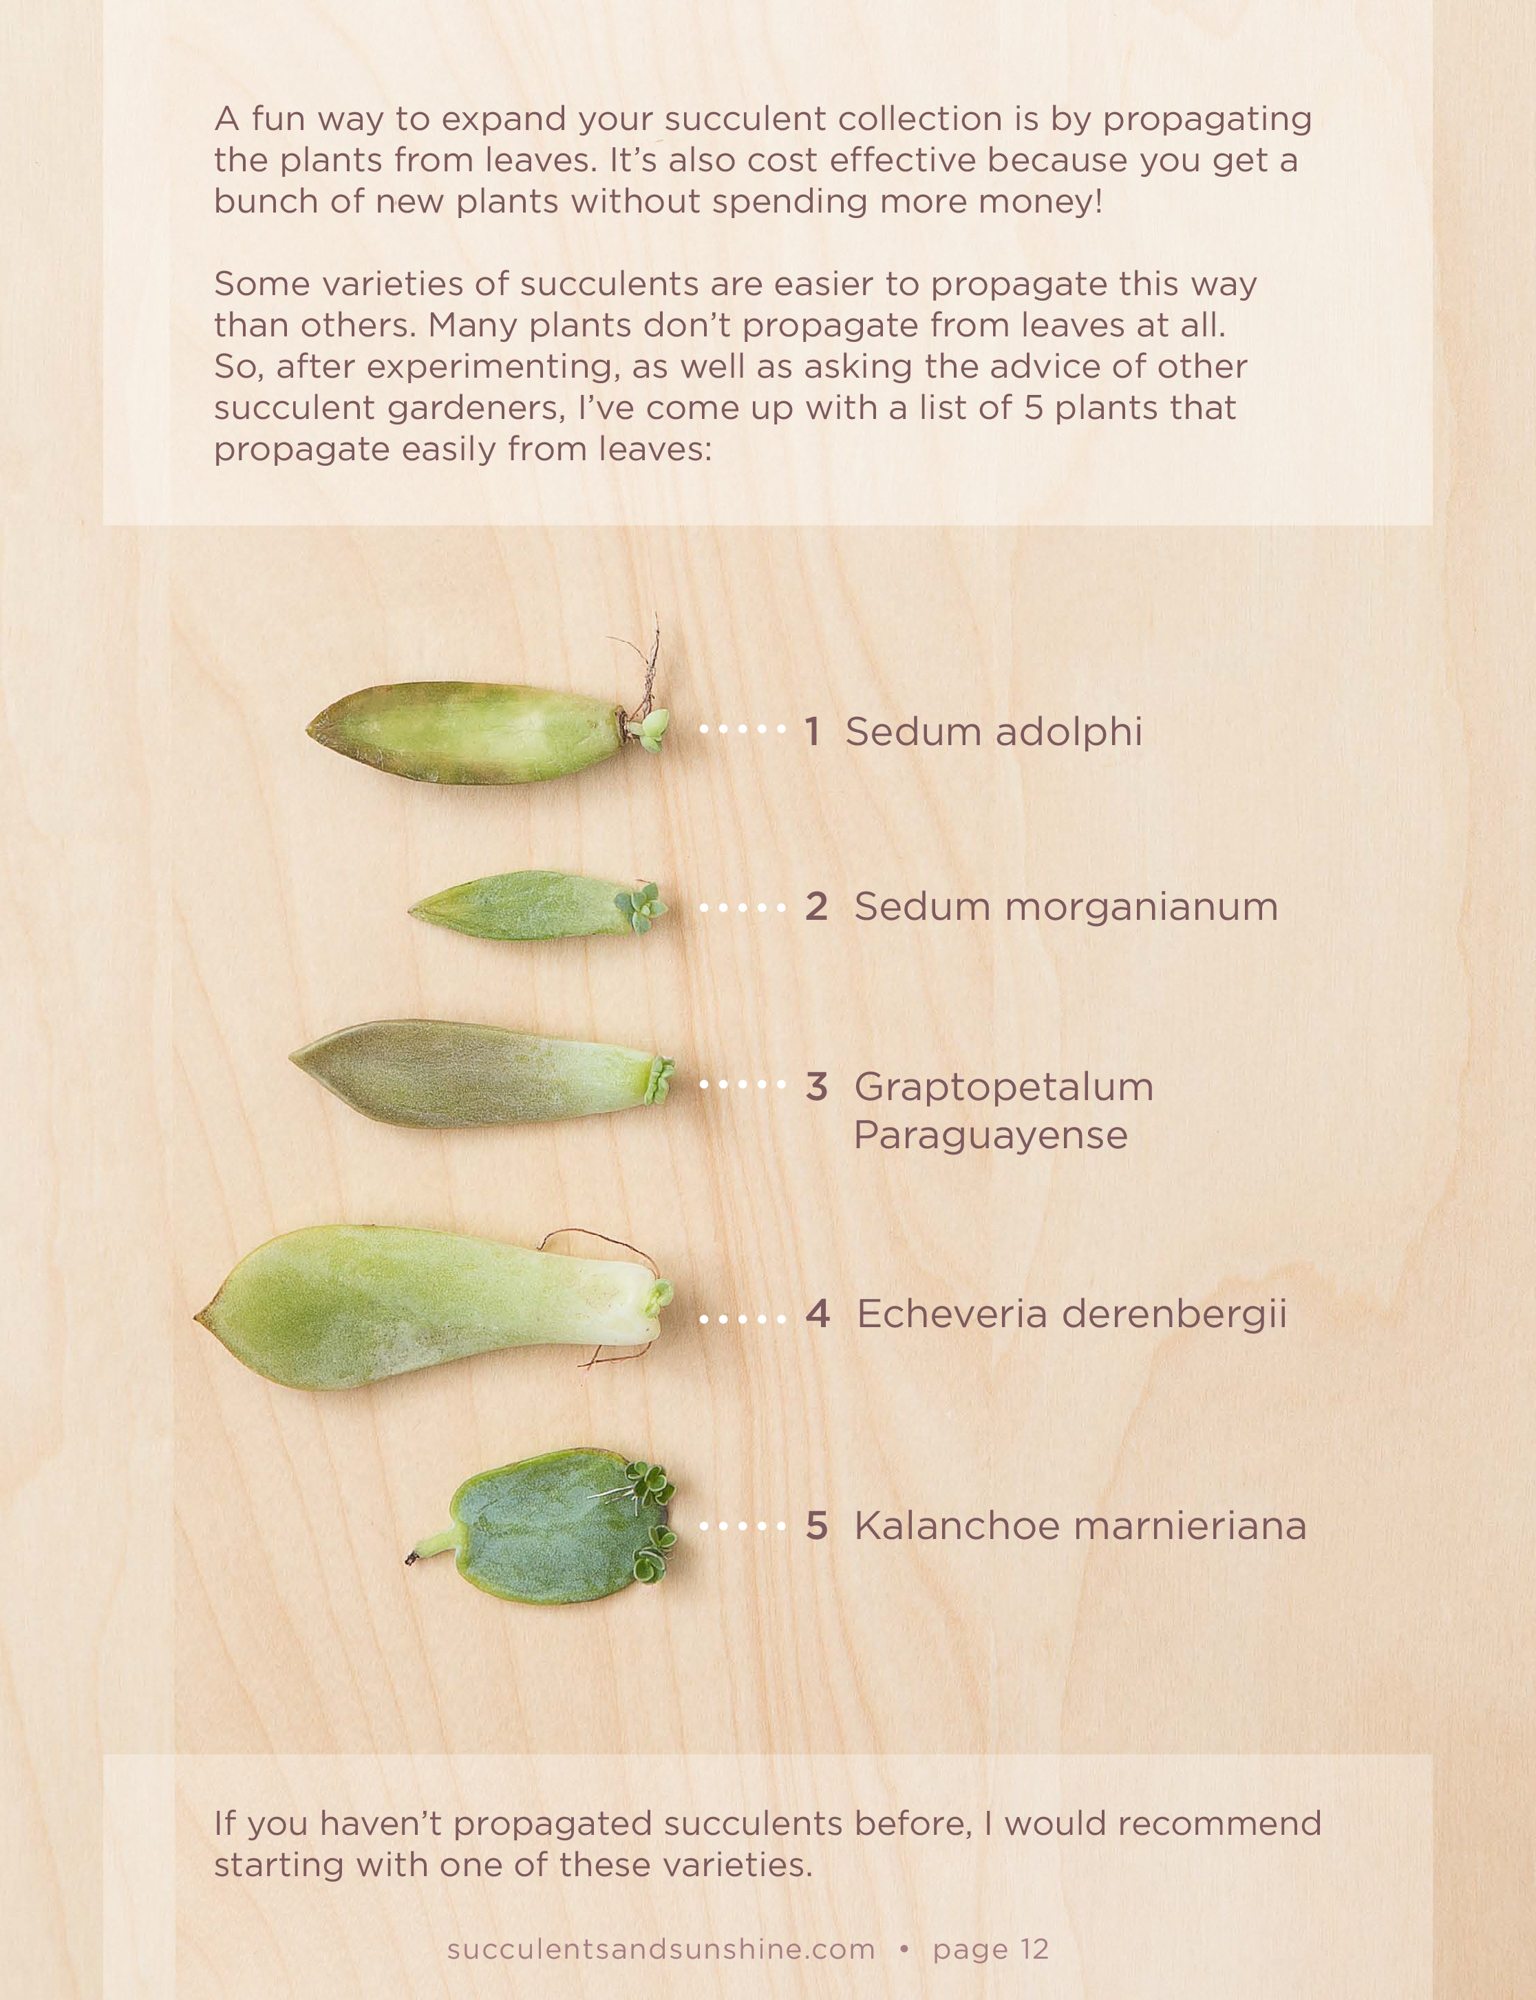 A fun way to expand your succulent collection is by propagating
the plants from leaves. It’s also cost effective because you get a
bunch of new plants without spending more money!
Some varieties of succulents are easier to propagate this way
than others. Many plants don’t propagate from leaves at all.
So, after experimenting, as well as asking the advice of other
succulent gardeners, I’ve come up with a list of 5 plants that
propagate easily from leaves:
1 Sedum adolphi
2 Sedum morganianum
3 Graptopetalum
Paraguayense
4 Echeveria derenbergii
5 Kalanchoe marnieriana
If you haven’t propagated succulents before, I would recommend
starting with one of these varieties.
succulentsandsunshine.com • page 12